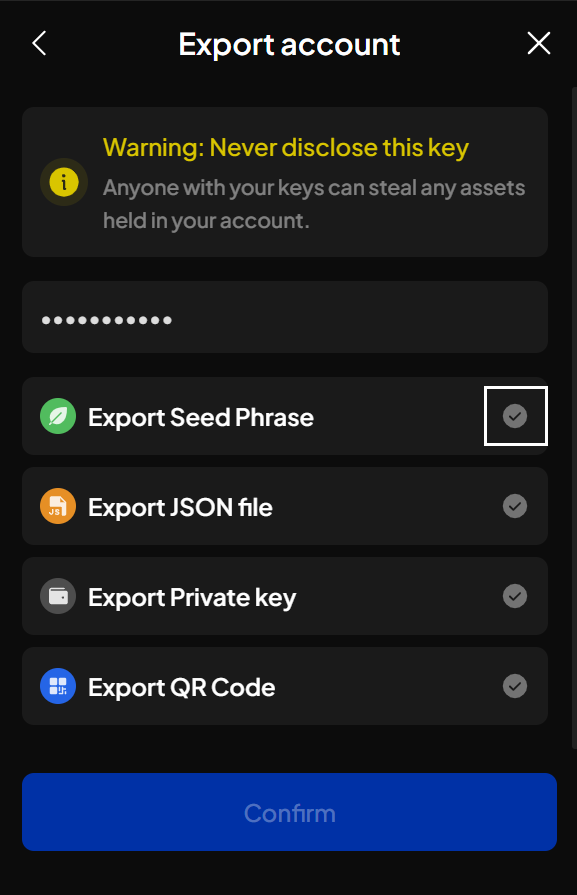 Export account
Warning: Never disclose this key
Anyone with your keys can steal any assets
held in your account.
•••••••••••
Export Seed Phrase
JS
Export JSON file
Export Private key
Export QR Code
Confirm